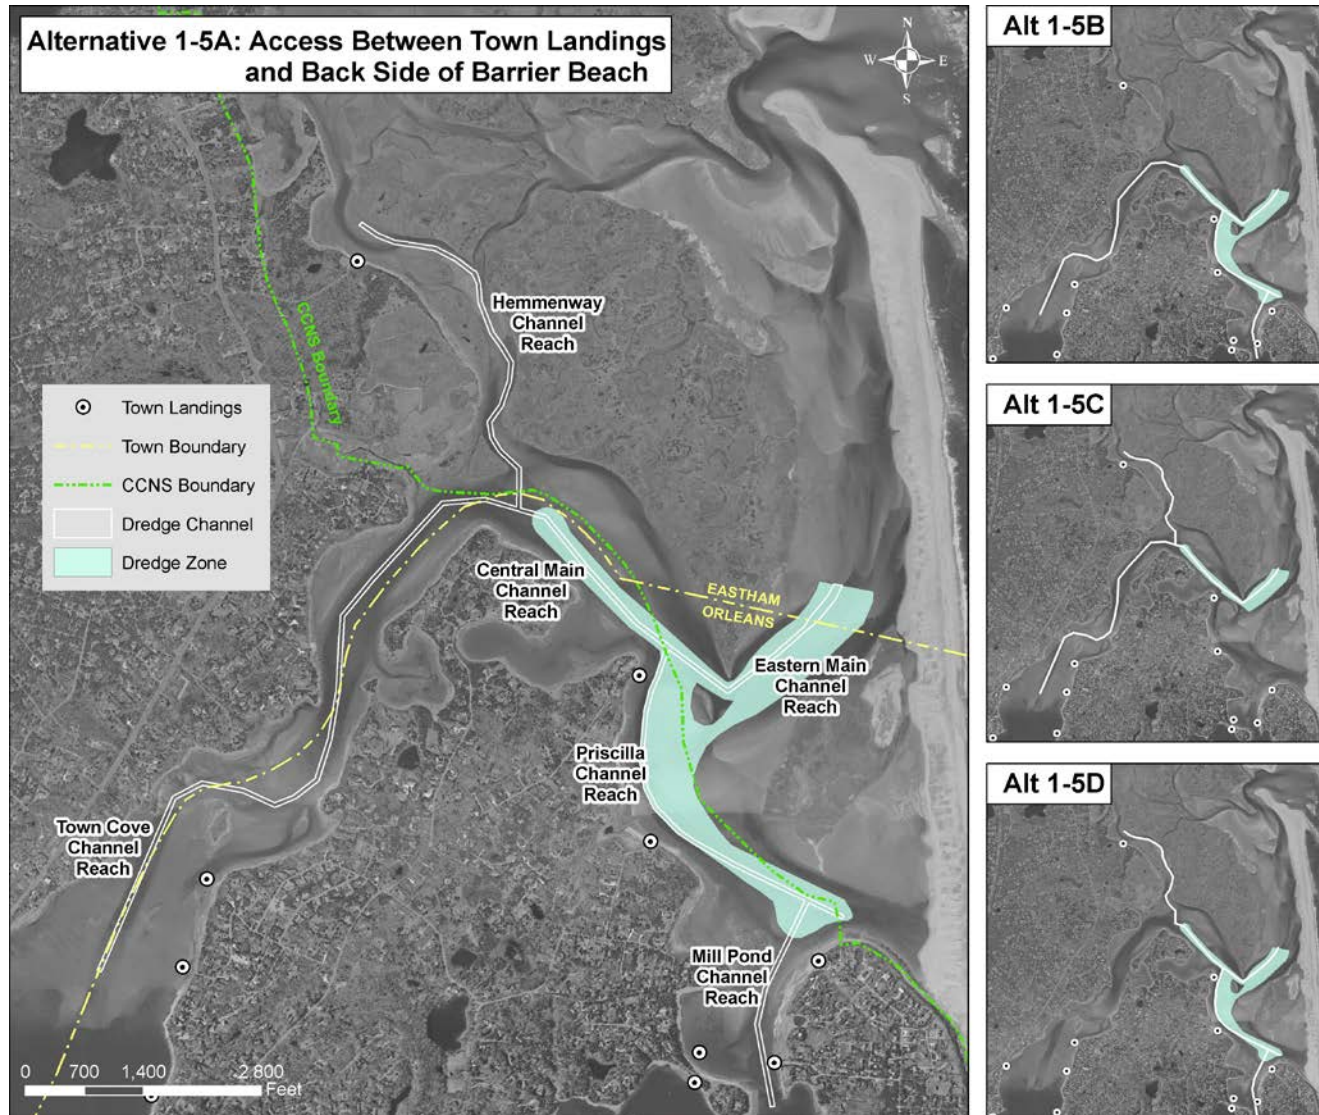 Alternative 1-5A: Access Between Town Landings
and Back Side of Barrier Beach
N
W
E
S
Alt 1-5B
Hemmenway
Channel
Reach
CCNS Boundary
Town Landings
Town Boundary
CCNS Boundary
Dredge Channel
Dredge Zone
Alt 1-5C
Central Main
Channel
Reach
EASTHAM
ORLEANS
Eastern Main
Channel
Reach
Priscilla
Channel
Reach
Town Cove
Channel
Reach
Alt 1-5D
Mill Pond
Channel
Reach
0 700 1,400 2,800
Feet